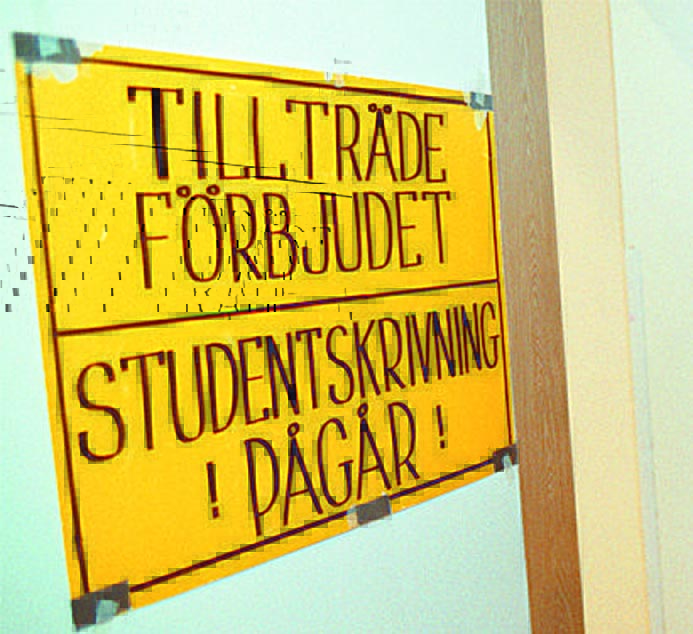 TILLTRÄDE
FÖRBJUDET
STUDENTSKRIVNING
! PÅGÅR !